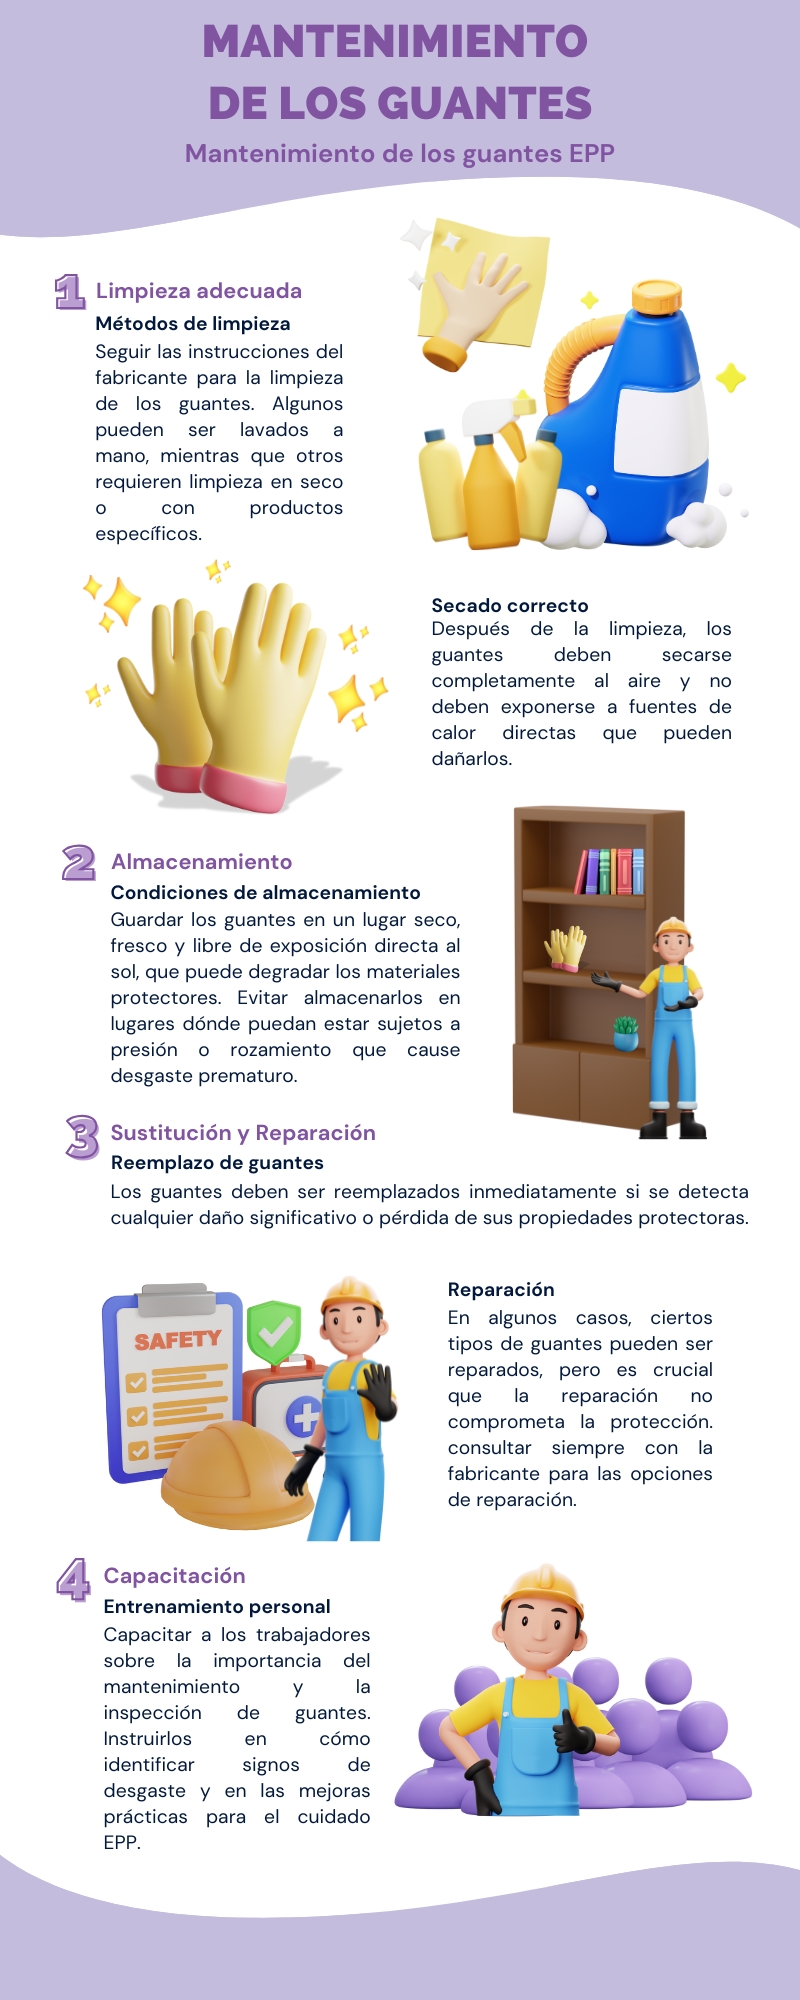 MANTENIMIENTO
DE LOS GUANTES
Mantenimiento de los guantes EPP
1 Limpieza adecuada
Métodos de limpieza
Seguir las instrucciones del
fabricante para la limpieza
de los guantes. Algunos
pueden ser lavados a
mano, mientras que otros
requieren limpieza en seco
o con productos
específicos.
Secado correcto
Después de la limpieza, los
guantes deben secarse
completamente al aire y no
deben exponerse a fuentes de
calor directas que pueden
dañarlos.
2 Almacenamiento
Condiciones de almacenamiento
Guardar los guantes en un lugar seco,
fresco y libre de exposición directa al
sol, que puede degradar los materiales
protectores. Evitar almacenarlos en
lugares dónde puedan estar sujetos a
presión o rozamiento que cause
desgaste prematuro.
3 Sustitución y Reparación
Reemplazo de guantes
Los guantes deben ser reemplazados inmediatamente si se detecta
cualquier daño significativo o pérdida de sus propiedades protectoras.
SAFETY
Reparación
En algunos casos, ciertos
tipos de guantes pueden ser
reparados, pero es crucial
que la reparación no
comprometa la protección.
consultar siempre con la
fabricante para las opciones
de reparación.
4 Capacitación
Entrenamiento personal
Capacitar a los trabajadores
sobre la importancia del
mantenimiento y la
inspección de guantes.
Instruirlos en cómo
identificar signos de
desgaste y en las mejores
prácticas para el cuidado
EPP.